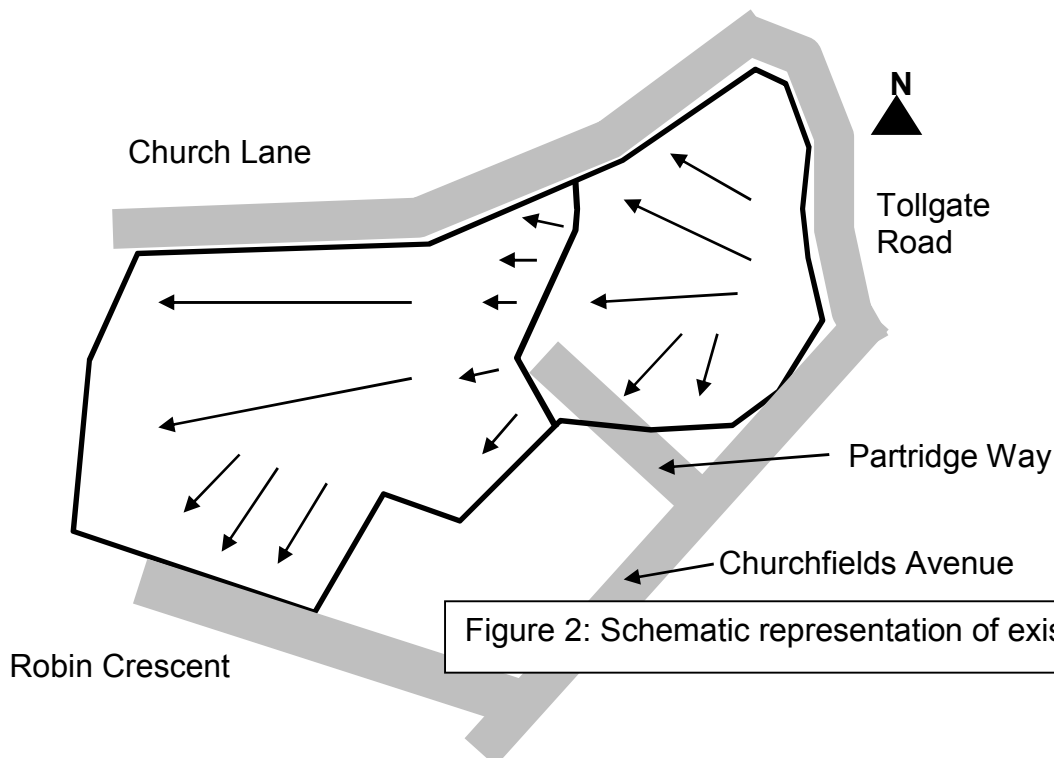 N
Church Lane
Tollgate
Road
Partridge Way
Churchfields Avenue
Figure 2: Schematic representation of exis
Robin Crescent